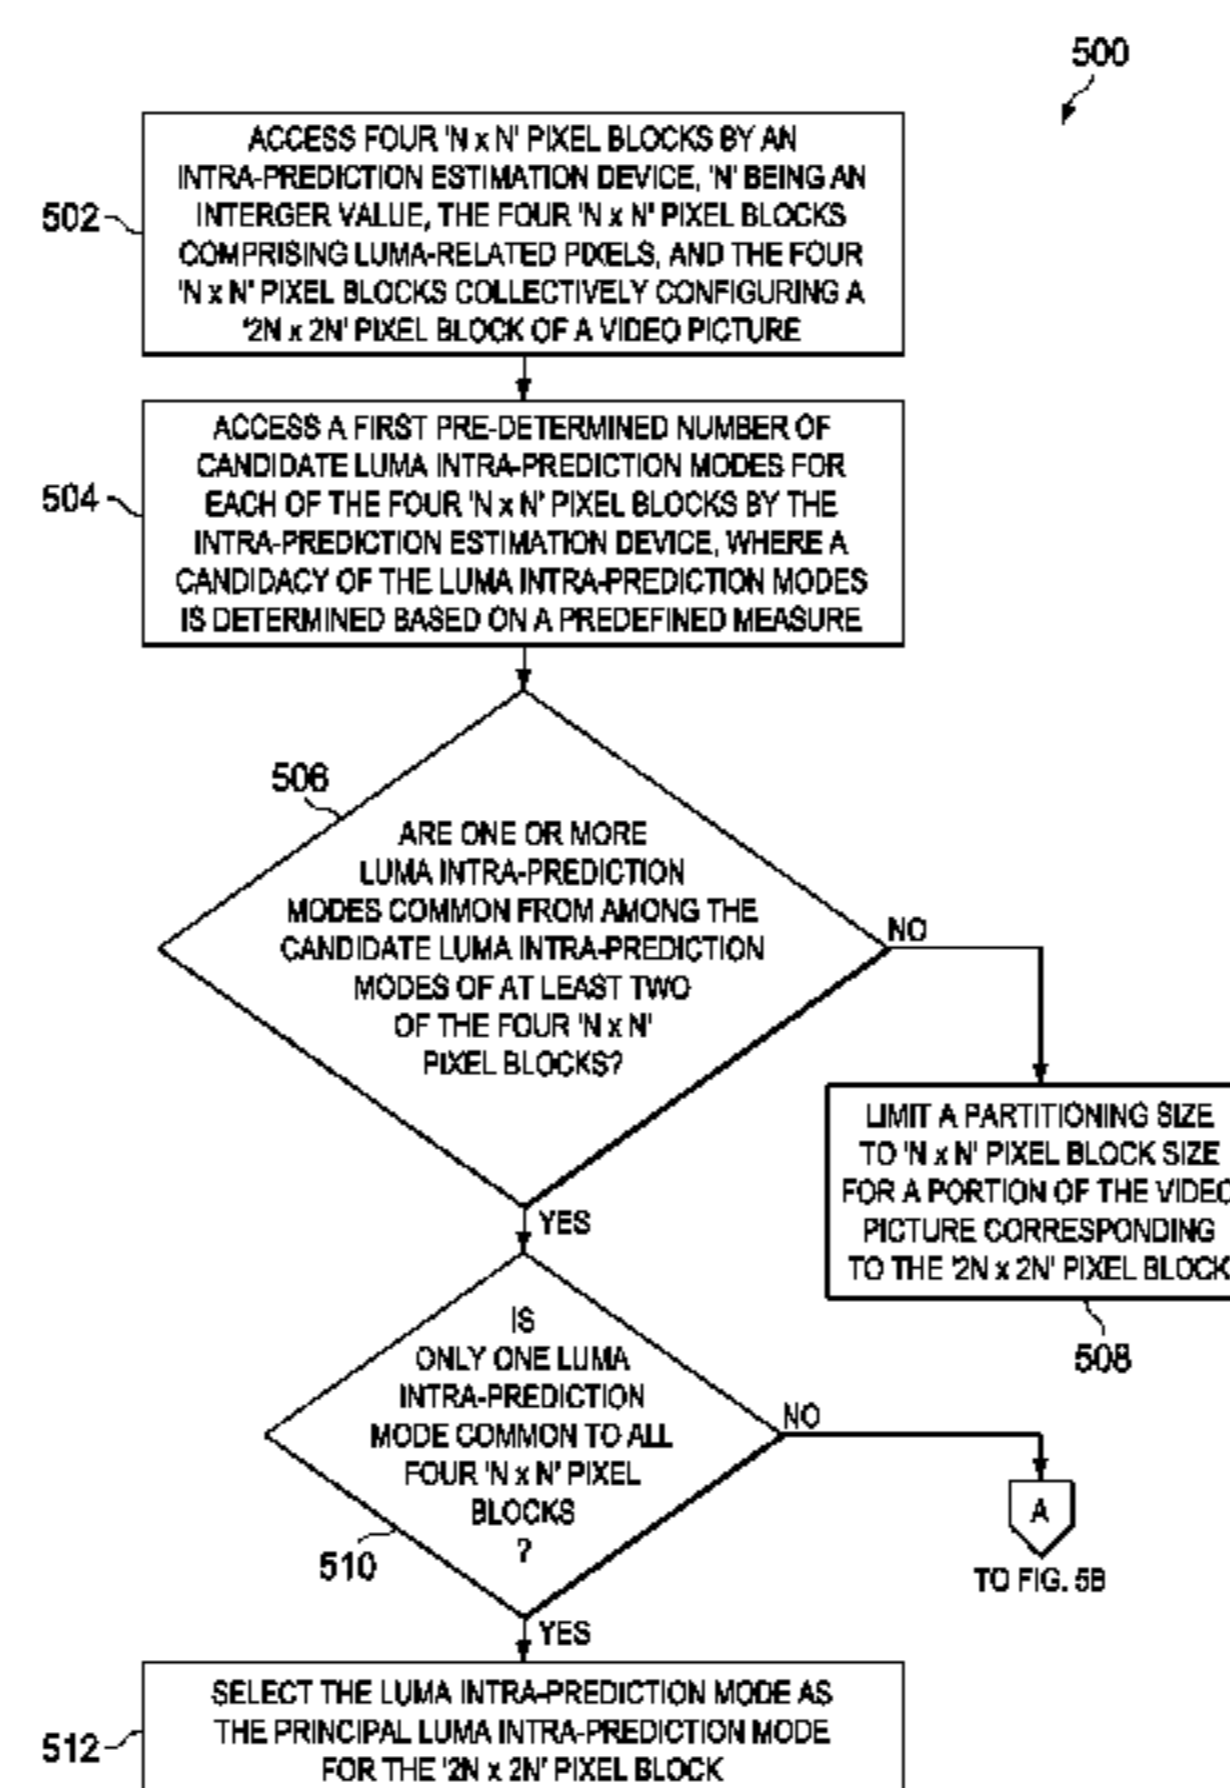 500
ACCESS FOUR 'N x N' PIXEL BLOCKS BY AN
INTRA-PREDICTION ESTIMATION DEVICE, 'N' BEING AN
INTERGER VALUE, THE FOUR 'N x N' PIXEL BLOCKS
COMPRISING LUMA-RELATED PIXELS, AND THE FOUR
'N x N' PIXEL BLOCKS COLLECTIVELY CONFIGURING A
'2N x 2N' PIXEL BLOCK OF A VIDEO PICTURE
502
ACCESS A FIRST PRE-DETERMINED NUMBER OF
CANDIDATE LUMA INTRA-PREDICTION MODES FOR
EACH OF THE FOUR 'N x N' PIXEL BLOCKS BY THE
INTRA-PREDICTION ESTIMATION DEVICE, WHERE A
CANDIDACY OF THE LUMA INTRA-PREDICTION MODES
IS DETERMINED BASED ON A PREDEFINED MEASURE
504
506
ARE ONE OR MORE
LUMA INTRA-PREDICTION
MODES COMMON FROM AMONG THE
CANDIDATE LUMA INTRA-PREDICTION
MODES OF AT LEAST TWO
OF THE FOUR 'N x N'
PIXEL BLOCKS?
NO
LIMIT A PARTITIONING SIZE
TO 'N x N' PIXEL BLOCK SIZE
FOR A PORTION OF THE VIDEO
PICTURE CORRESPONDING
TO THE '2N x 2N' PIXEL BLOCK
508
YES
IS
ONLY ONE LUMA
INTRA-PREDICTION
MODE COMMON TO ALL
FOUR 'N x N' PIXEL
BLOCKS
?
510
NO
A
TO FIG. 5B
YES
SELECT THE LUMA INTRA-PREDICTION MODE AS
THE PRINCIPAL LUMA INTRA-PREDICTION MODE
FOR THE '2N x 2N' PIXEL BLOCK
512